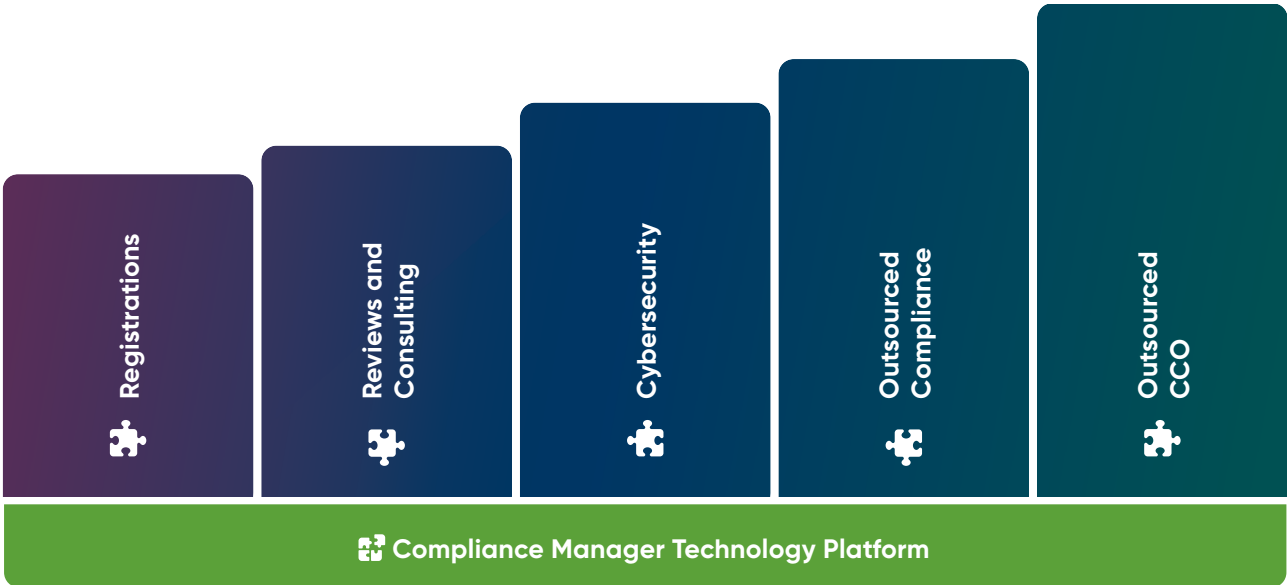 Registrations
Reviews and
Consulting
Cybersecurity
Outsourced
Compliance
Outsourced
CCO
Compliance Manager Technology Platform